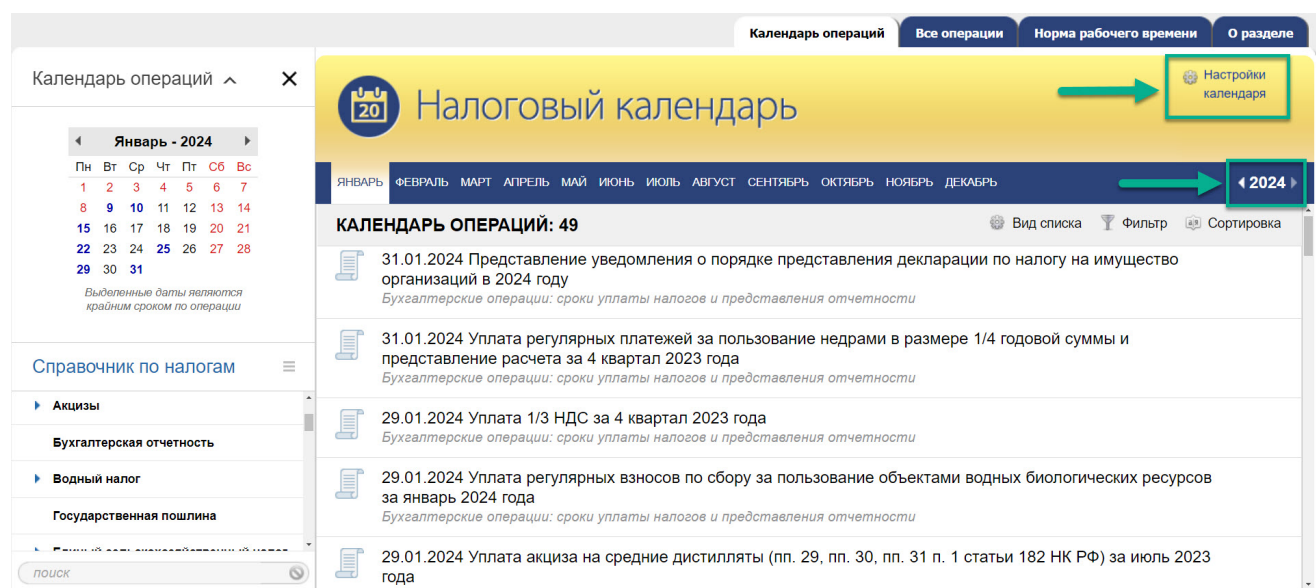 Календарь операций
Все операции
Норма рабочего времени
О разделе
Календарь операций
Январь - 2024
Пн Вт Ср Чт Пт Сб Вс
1 2 3 4 5 6 7
8 9 10 11 12 13 14
15 16 17 18 19 20 21
22 23 24 25 26 27 28
29 30 31
Выделенные даты являются
крайним сроком по операции
Справочник по налогам
Акцизы
Бухгалтерская отчетность
Водный налог
Государственная пошлина
Единый сельскохозяйственный налог
поиск
20
Налоговый календарь
Настройки
календаря
ЯНВАРЬ ФЕВРАЛЬ МАРТ АПРЕЛЬ МАЙ ИЮНЬ ИЮЛЬ АВГУСТ СЕНТЯБРЬ ОКТЯБРЬ НОЯБРЬ ДЕКАБРЬ
2024
КАЛЕНДАРЬ ОПЕРАЦИЙ: 49
Вид списка
Фильтр
Сортировка
31.01.2024 Представление уведомления о порядке представления декларации по налогу на имущество
организаций в 2024 году
Бухгалтерские операции: сроки уплаты налогов и представления отчетности
31.01.2024 Уплата регулярных платежей за пользование недрами в размере 1/4 годовой суммы и
представление расчета за 4 квартал 2023 года
Бухгалтерские операции: сроки уплаты налогов и представления отчетности
29.01.2024 Уплата 1/3 НДС за 4 квартал 2023 года
Бухгалтерские операции: сроки уплаты налогов и представления отчетности
29.01.2024 Уплата регулярных взносов по сбору за пользование объектами водных биологических ресурсов
за январь 2024 года
Бухгалтерские операции: сроки уплаты налогов и представления отчетности
29.01.2024 Уплата акциза на средние дистилляты (пп. 29, пп. 30, пп. 31 п. 1 статьи 182 НК РФ) за июль 2023
года